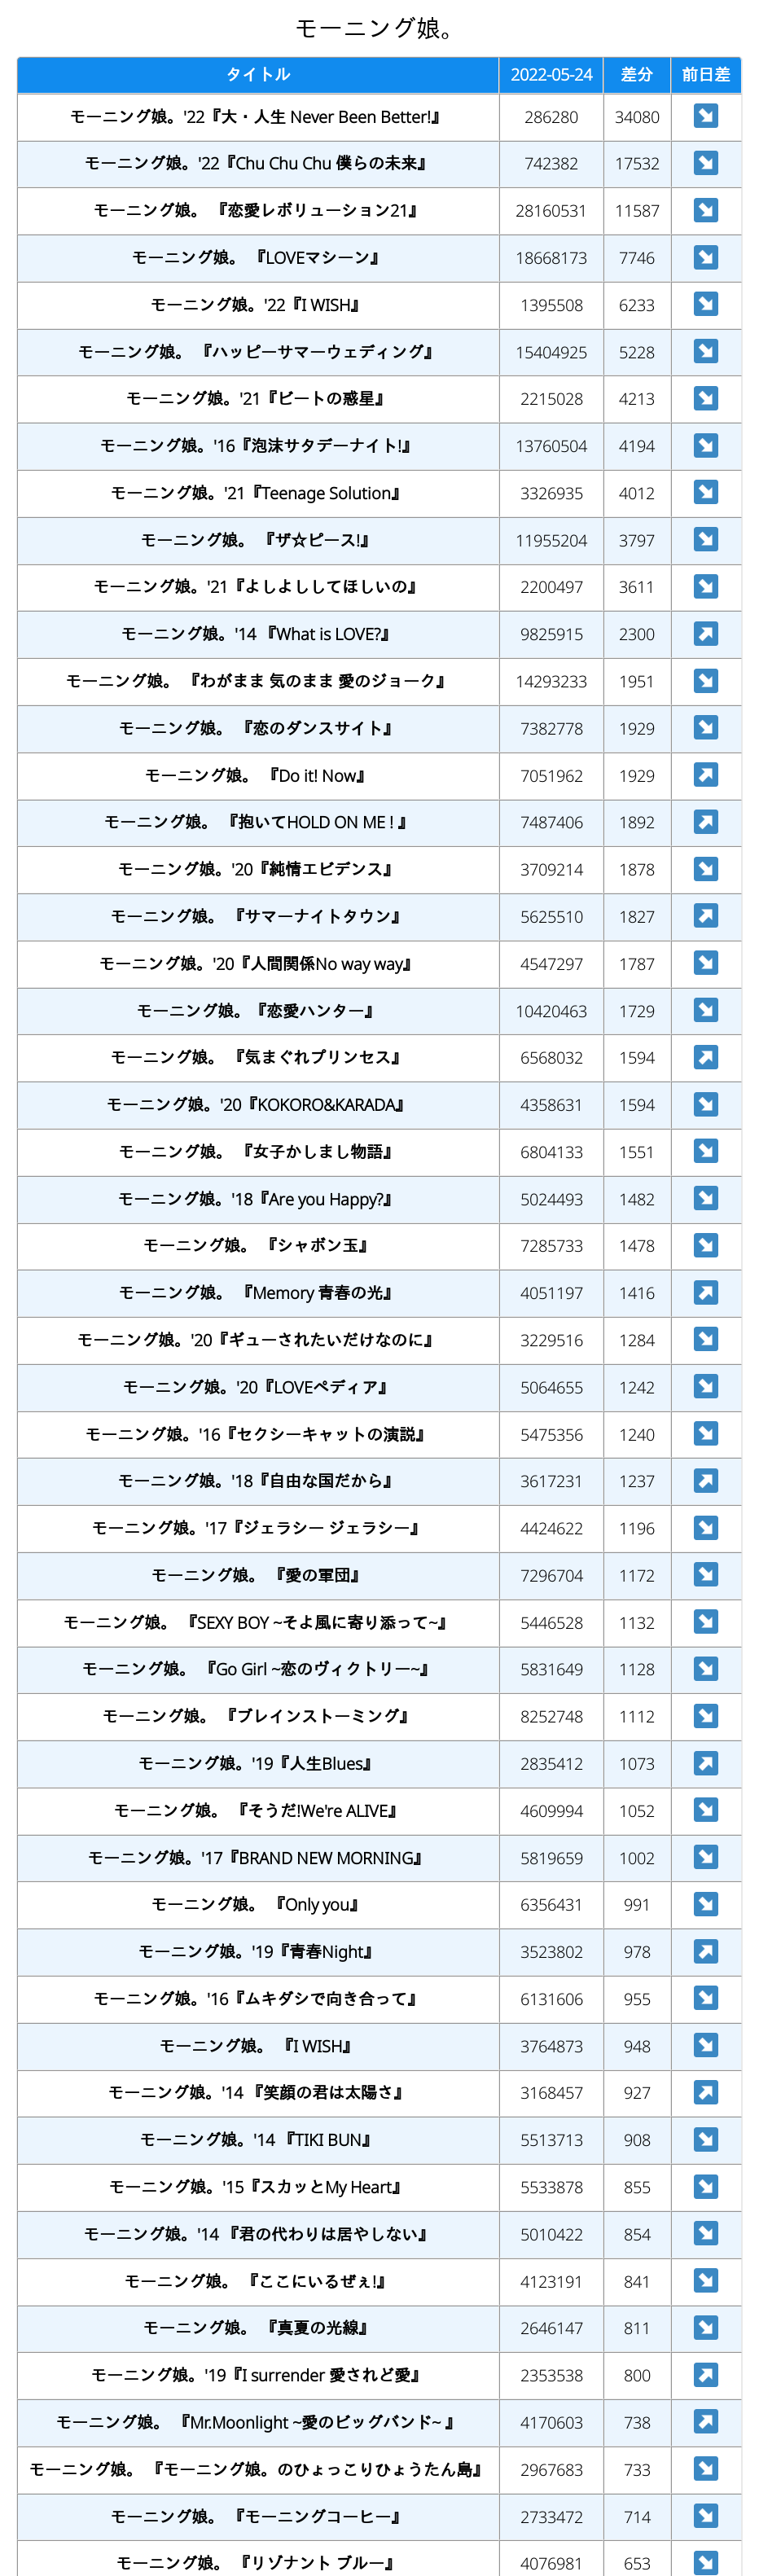 モーニング娘。
タイトル 2022-05-24 差分 前日差
モーニング娘。'22『大・人生 Never Been Better!』 286280 34080 ↘
モーニング娘。'22『Chu Chu Chu 僕らの未来』 742382 17532 ↘
モーニング娘。 『恋愛レボリューション21』 28160531 11587 ↘
モーニング娘。 『LOVEマシーン』 18668173 7746 ↘
モーニング娘。'22『I WISH』 1395508 6233 ↘
モーニング娘。 『ハッピーサマーウェディング』 15404925 5228 ↘
モーニング娘。'21『ビートの惑星』 2215028 4213 ↘
モーニング娘。'16『泡沫サタデーナイト!』 13760504 4194 ↘
モーニング娘。'21『Teenage Solution』 3326935 4012 ↘
モーニング娘。 『ザ☆ピース!』 11955204 3797 ↘
モーニング娘。'21『よしよししてほしいの』 2200497 3611 ↘
モーニング娘。'14 『What is LOVE?』 9825915 2300 ↗
モーニング娘。 『わがまま 気のまま 愛のジョーク』 14293233 1951 ↘
モーニング娘。 『恋のダンスサイト』 7382778 1929 ↘
モーニング娘。 『Do it! Now』 7051962 1929 ↗
モーニング娘。 『抱いてHOLD ON ME ! 』 7487406 1892 ↗
モーニング娘。'20『純情エビデンス』 3709214 1878 ↘
モーニング娘。 『サマーナイトタウン』 5625510 1827 ↗
モーニング娘。'20『人間関係No way way』 4547297 1787 ↘
モーニング娘。『恋愛ハンター』 10420463 1729 ↘
モーニング娘。 『気まぐれプリンセス』 6568032 1594 ↗
モーニング娘。'20『KOKORO&KARADA』 4358631 1594 ↘
モーニング娘。 『女子かしまし物語』 6804133 1551 ↘
モーニング娘。'18『Are you Happy?』 5024493 1482 ↘
モーニング娘。 『シャボン玉』 7285733 1478 ↘
モーニング娘。 『Memory 青春の光』 4051197 1416 ↗
モーニング娘。'20『ギューされたいだけなのに』 3229516 1284 ↘
モーニング娘。'20『LOVEペディア』 5064655 1242 ↘
モーニング娘。'16『セクシーキャットの演説』 5475356 1240 ↘
モーニング娘。'18『自由な国だから』 3617231 1237 ↗
モーニング娘。'17『ジェラシー ジェラシー』 4424622 1196 ↘
モーニング娘。 『愛の軍団』 7296704 1172 ↘
モーニング娘。 『SEXY BOY ~そよ風に寄り添って~』 5446528 1132 ↘
モーニング娘。 『Go Girl ~恋のヴィクトリー~』 5831649 1128 ↘
モーニング娘。 『ブレインストーミング』 8252748 1112 ↘
モーニング娘。'19『人生Blues』 2835412 1073 ↗
モーニング娘。 『そうだ!We're ALIVE』 4609994 1052 ↘
モーニング娘。'17『BRAND NEW MORNING』 5819659 1002 ↘
モーニング娘。 『Only you』 6356431 991 ↘
モーニング娘。'19『青春Night』 3523802 978 ↗
モーニング娘。'16『ムキダシで向き合って』 6131606 955 ↘
モーニング娘。 『I WISH』 3764873 948 ↘
モーニング娘。'14 『笑顔の君は太陽さ』 3168457 927 ↗
モーニング娘。'14 『TIKI BUN』 5513713 908 ↘
モーニング娘。'15『スカッとMy Heart』 5533878 855 ↘
モーニング娘。'14 『君の代わりは居やしない』 5010422 854 ↘
モーニング娘。 『ここにいるぜぇ!』 4123191 841 ↘
モーニング娘。 『真夏の光線』 2646147 811 ↘
モーニング娘。'19『I surrender 愛されど愛』 2353538 800 ↗
モーニング娘。 『Mr.Moonlight ~愛のビッグバンド~ 』 4170603 738 ↗
モーニング娘。 『モーニング娘。のひょっこりひょうたん島』 2967683 733 ↘
モーニング娘。 『モーニングコーヒー』 2733472 714 ↘
モーニング娘。 『リゾナント ブルー』 4076981 653 ↘